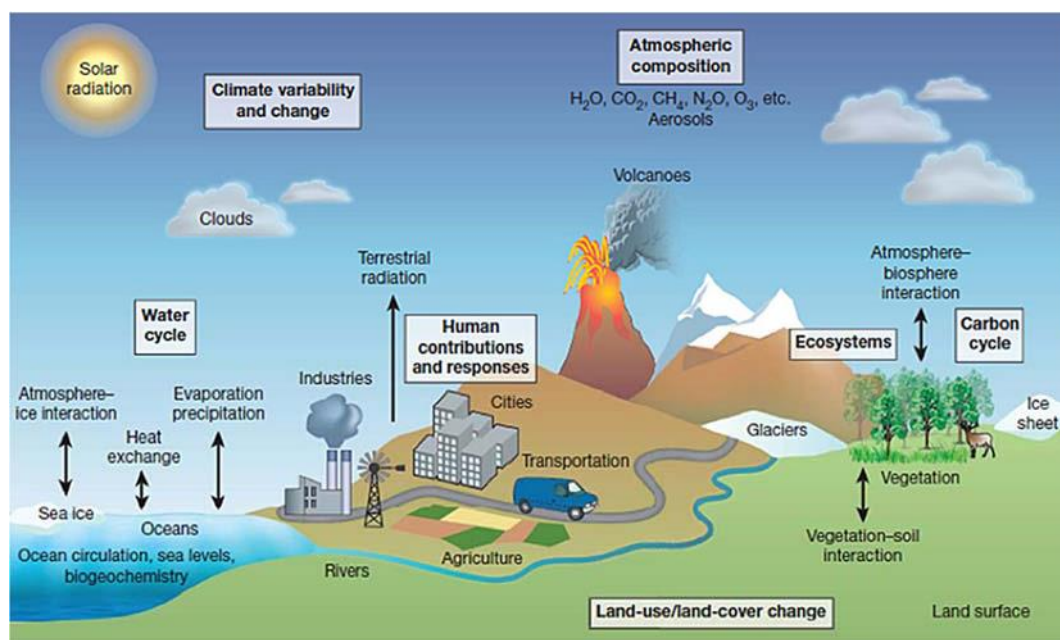 Solar
radiation
Climate variability
and change
Atmospheric
composition
H₂O, CO₂, CH₄, N₂O, O₃, etc.
Aerosols
Volcanoes
Clouds
Terrestrial
radiation
Atmosphere–
biosphere
interaction
Water
cycle
Human
contributions
and responses
Ecosystems
Carbon
cycle
Atmosphere–
ice interaction
Evaporation
precipitation
Industries
Cities
Ice
sheet
Heat
exchange
Glaciers
Transportation
Vegetation
Sea ice
Oceans
Ocean circulation, sea levels,
biogeochemistry
Agriculture
Rivers
Vegetation–soil
interaction
Land-use/land-cover change
Land surface